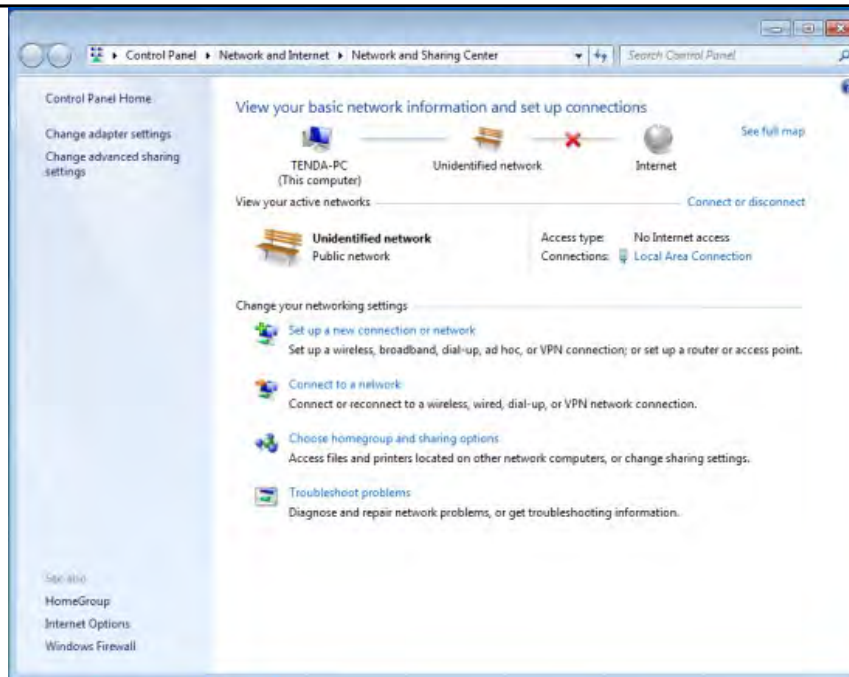 Control Panel ▸ Network and Internet ▸ Network and Sharing Center
Search Control Panel
Control Panel Home
Change adapter settings
Change advanced sharing
settings
See also
HomeGroup
Internet Options
Windows Firewall
View your basic network information and set up connections
See full map
TENDA-PC
(This computer)
Unidentified network
Internet
View your active networks
Connect or disconnect
Unidentified network
Public network
Access type: No Internet access
Connections: Local Area Connection
Change your networking settings
Set up a new connection or network
Set up a wireless, broadband, dial-up, ad hoc, or VPN connection; or set up a router or access point.
Connect to a network
Connect or reconnect to a wireless, wired, dial-up, or VPN network connection.
Choose homegroup and sharing options
Access files and printers located on other network computers, or change sharing settings.
Troubleshoot problems
Diagnose and repair network problems, or get troubleshooting information.